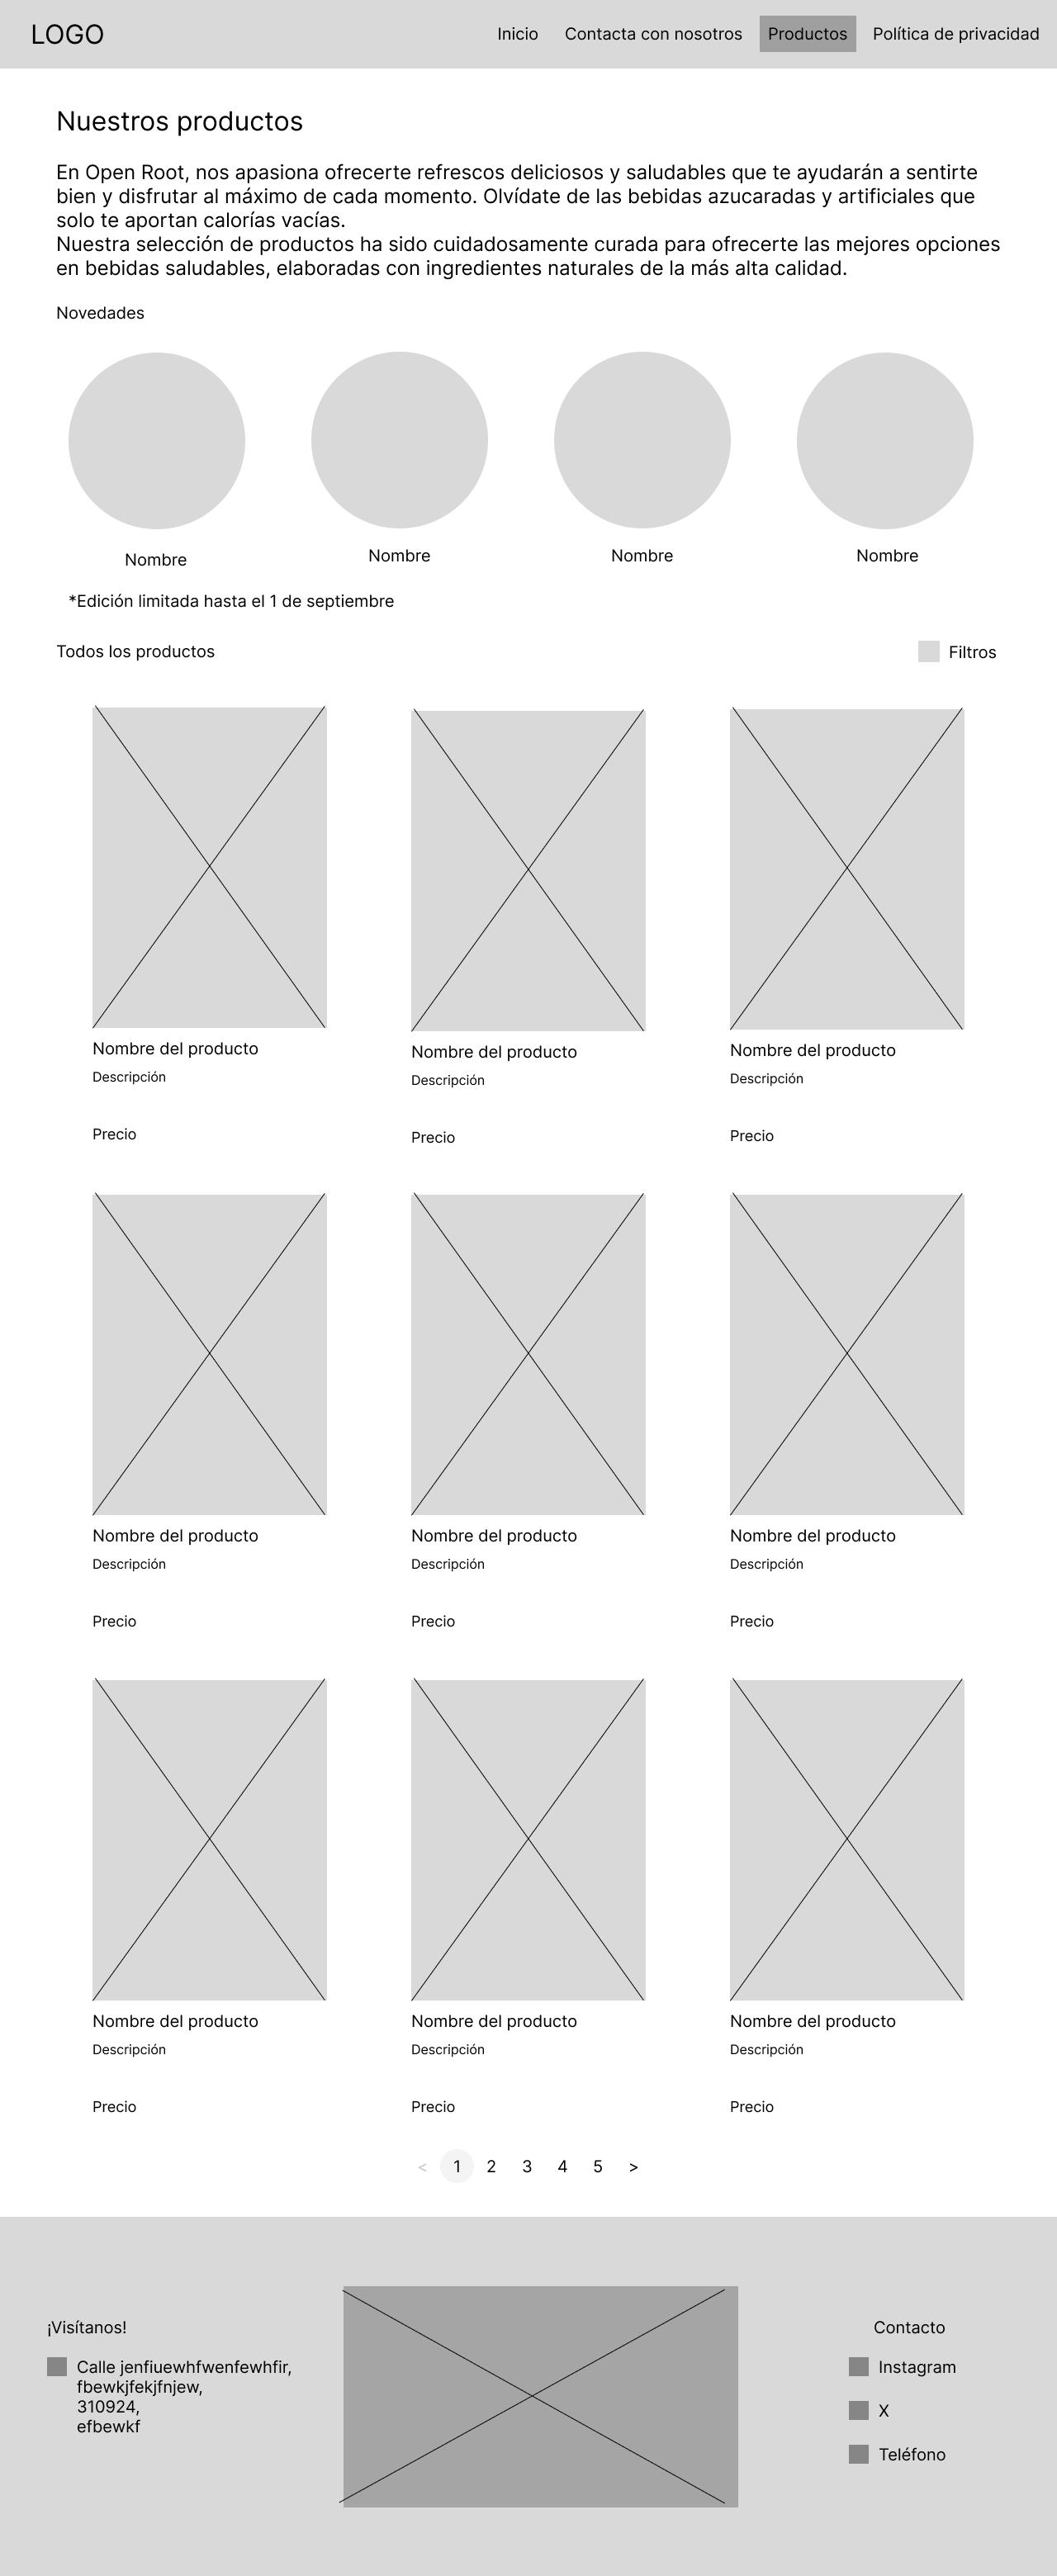 LOGO
Inicio
Contacta con nosotros
Productos
Política de privacidad
Nuestros productos
En Open Root, nos apasiona ofrecerte refrescos deliciosos y saludables que te ayudarán a sentirte
bien y disfrutar al máximo de cada momento. Olvídate de las bebidas azucaradas y artificiales que
solo te aportan calorías vacías.
Nuestra selección de productos ha sido cuidadosamente curada para ofrecerte las mejores opciones
en bebidas saludables, elaboradas con ingredientes naturales de la más alta calidad.
Novedades
Nombre
Nombre
Nombre
Nombre
*Edición limitada hasta el 1 de septiembre
Todos los productos
Filtros
Nombre del producto
Descripción
Precio
Nombre del producto
Descripción
Precio
Nombre del producto
Descripción
Precio
Nombre del producto
Descripción
Precio
Nombre del producto
Descripción
Precio
Nombre del producto
Descripción
Precio
Nombre del producto
Descripción
Precio
Nombre del producto
Descripción
Precio
Nombre del producto
Descripción
Precio
< 1 2 3 4 5 >
¡Visítanos!
Calle jenfiuewhfwenfewhfir,
fbewkjfekjfnjew,
310924,
efbewkf
Contacto
Instagram
X
Teléfono